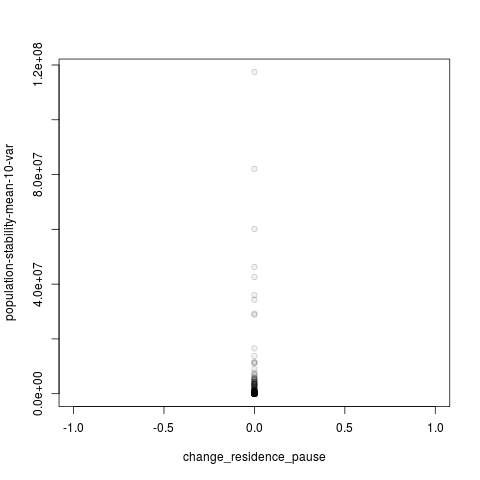 population-stability-mean-10-var
0.0e+00
4.0e+07
8.0e+07
1.2e+08
-1.0
-0.5
0.0
0.5
1.0
change_residence_pause